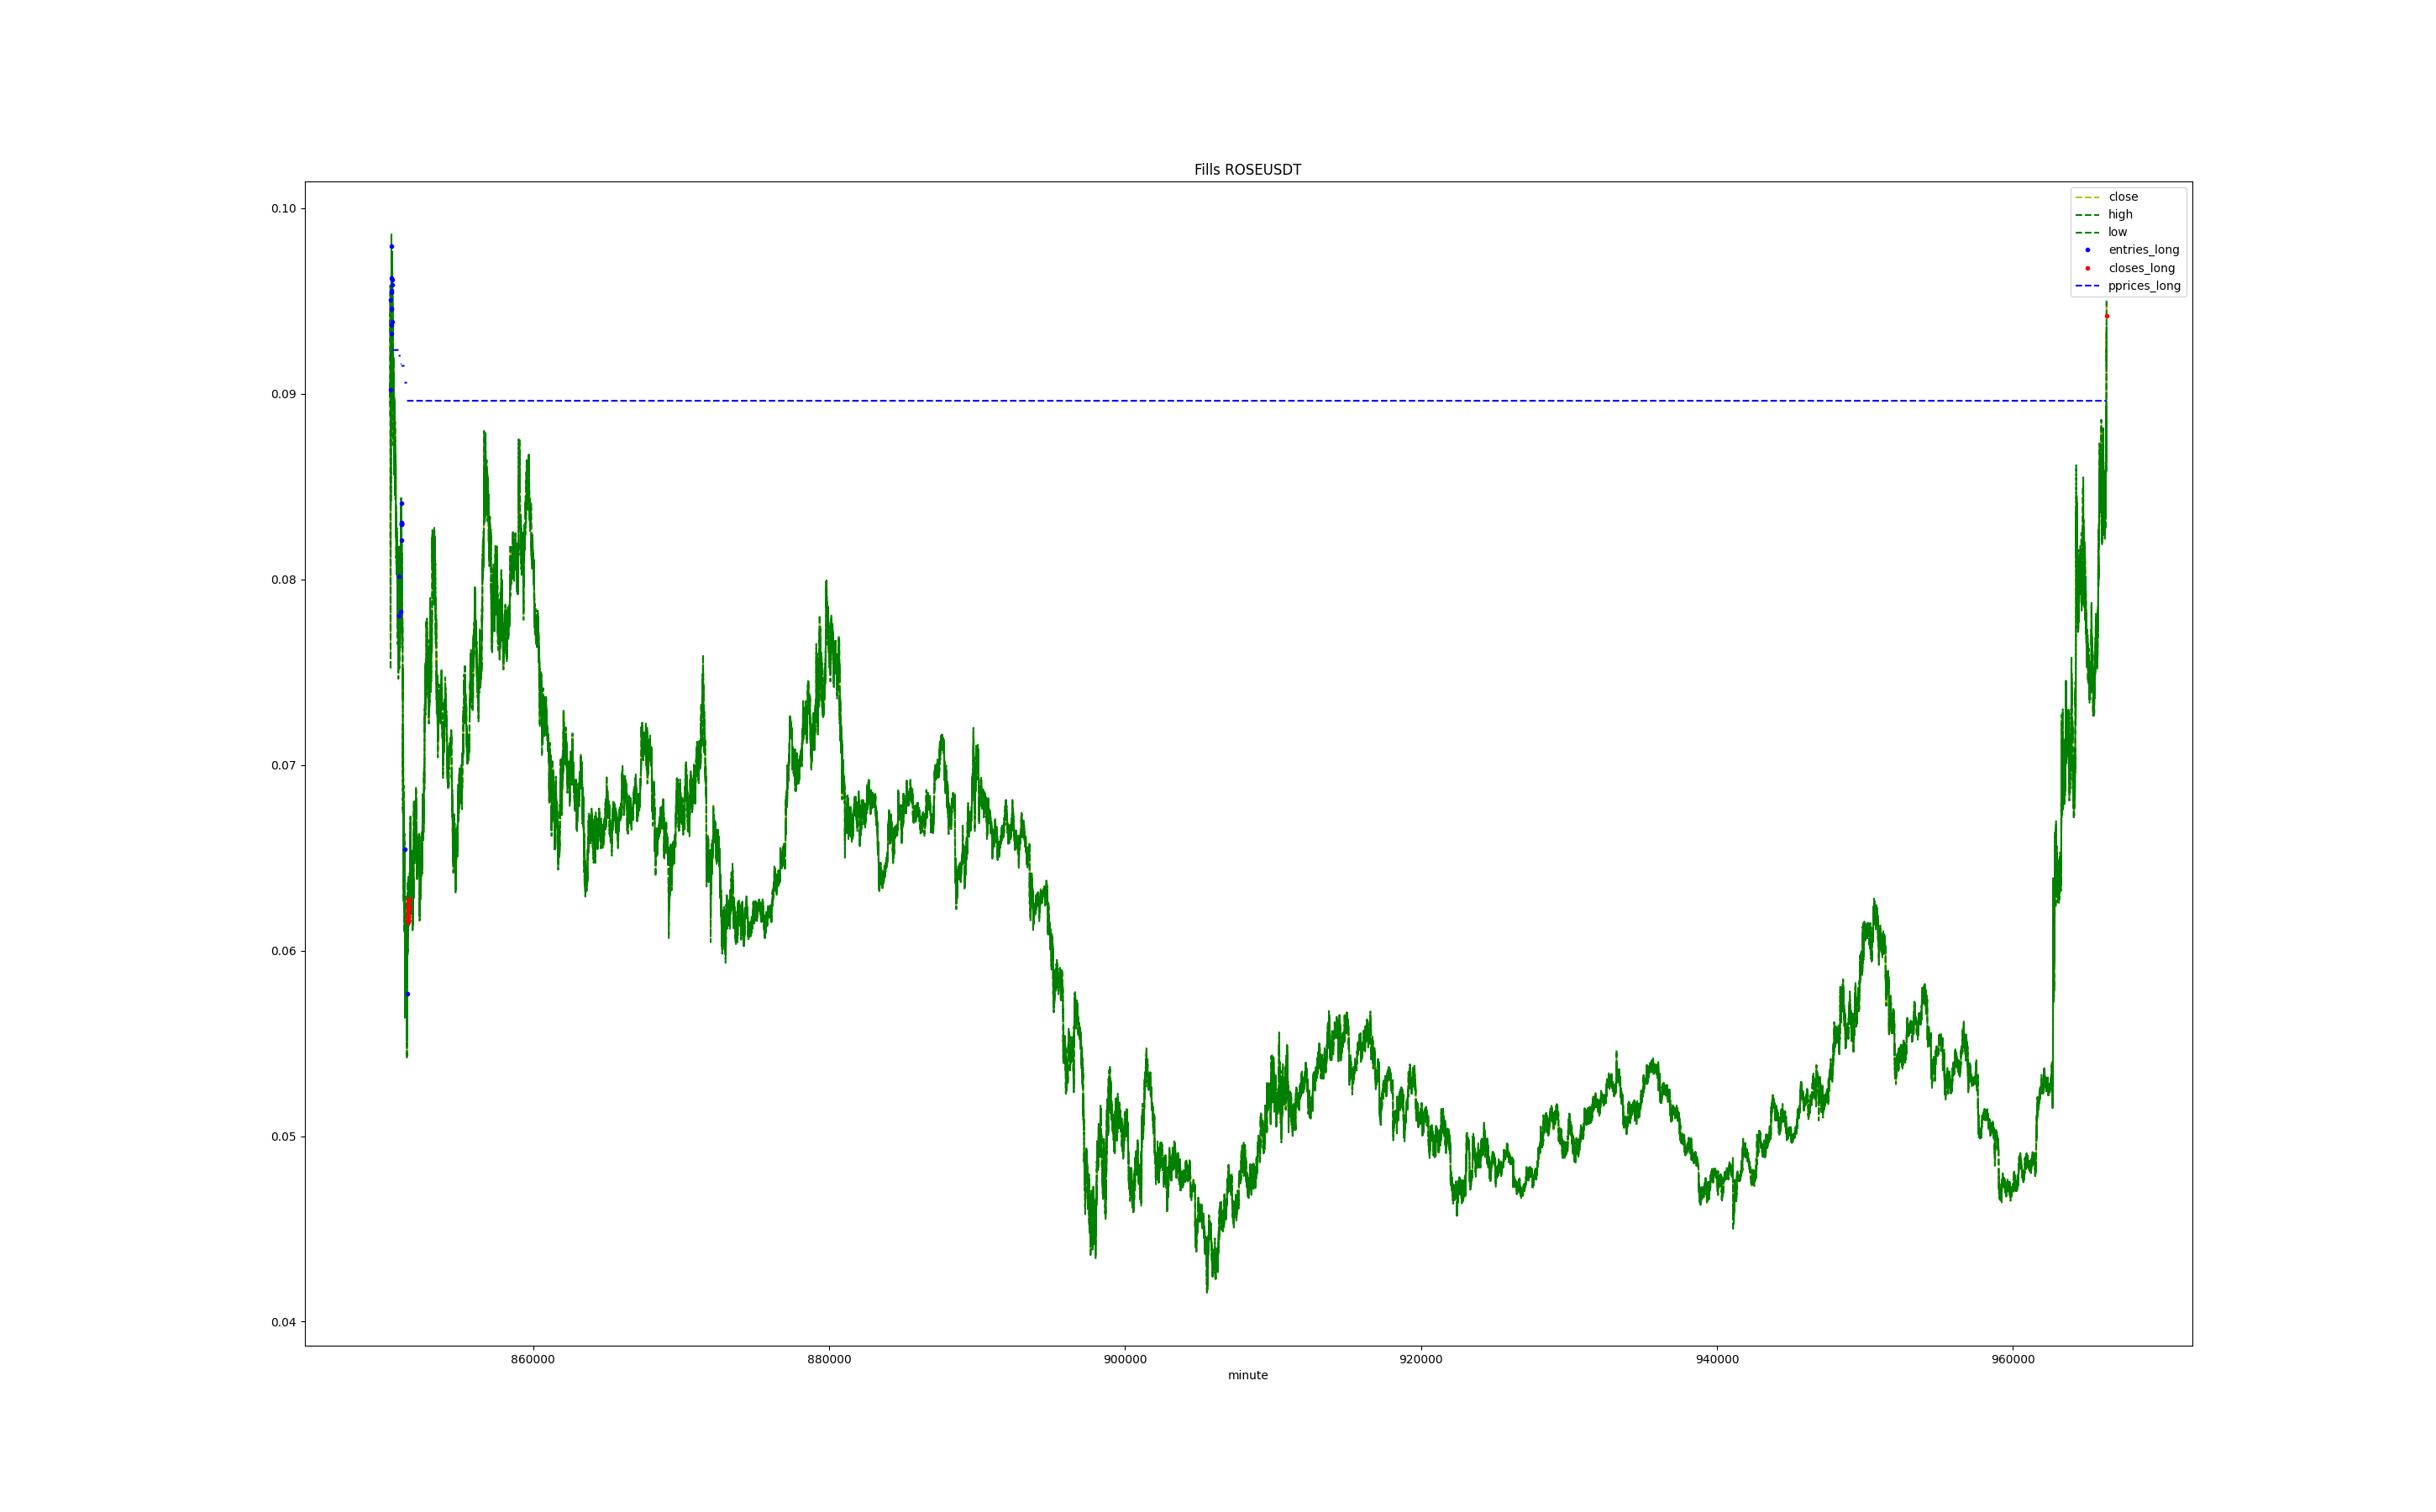 Fills ROSEUSDT
close
high
low
entries_long
closes_long
pprices_long
0.10
0.09
0.08
0.07
0.06
0.05
0.04
860000
880000
900000
920000
940000
960000
minute